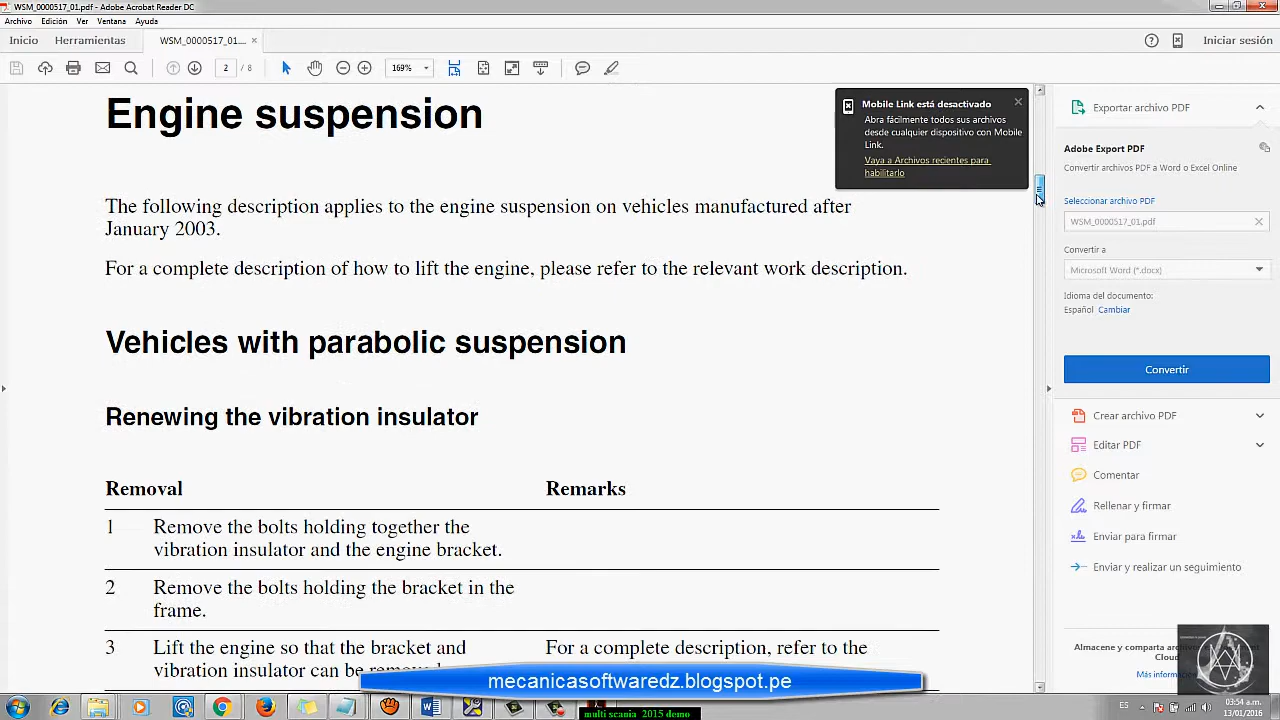 WSM_0000517_01.pdf - Adobe Acrobat Reader DC
Archivo Edición Ver Ventana Ayuda
Inicio Herramientas WSM_0000517_01.... × Iniciar sesión
2 / 8 169%
Engine suspension
The following description applies to the engine suspension on vehicles manufactured after
January 2003.
For a complete description of how to lift the engine, please refer to the relevant work description.
Vehicles with parabolic suspension
Renewing the vibration insulator
Removal Remarks
1 Remove the bolts holding together the
vibration insulator and the engine bracket.
2 Remove the bolts holding the bracket in the
frame.
3 Lift the engine so that the bracket and
vibration insulator can be
For a complete description, refer to the
Mobile Link está desactivado
Abra fácilmente todos sus archivos
desde cualquier dispositivo con Mobile
Link.
Vaya a Archivos recientes para
habilitarlo
Exportar archivo PDF
Adobe Export PDF
Convertir archivos PDF a Word o Excel Online
Seleccionar archivo PDF
WSM_0000517_01.pdf
Convertir a
Microsoft Word (*.docx)
Idioma del documento:
Español Cambiar
Convertir
Crear archivo PDF
Editar PDF
Comentar
Rellenar y firmar
Enviar para firmar
Enviar y realizar un seguimiento
Almacene y comparta
Cloud
mecanicasoftwaredz.blogspot.pe
multi scania 2015 demo
ES 03:54 a.m.
13/01/2016